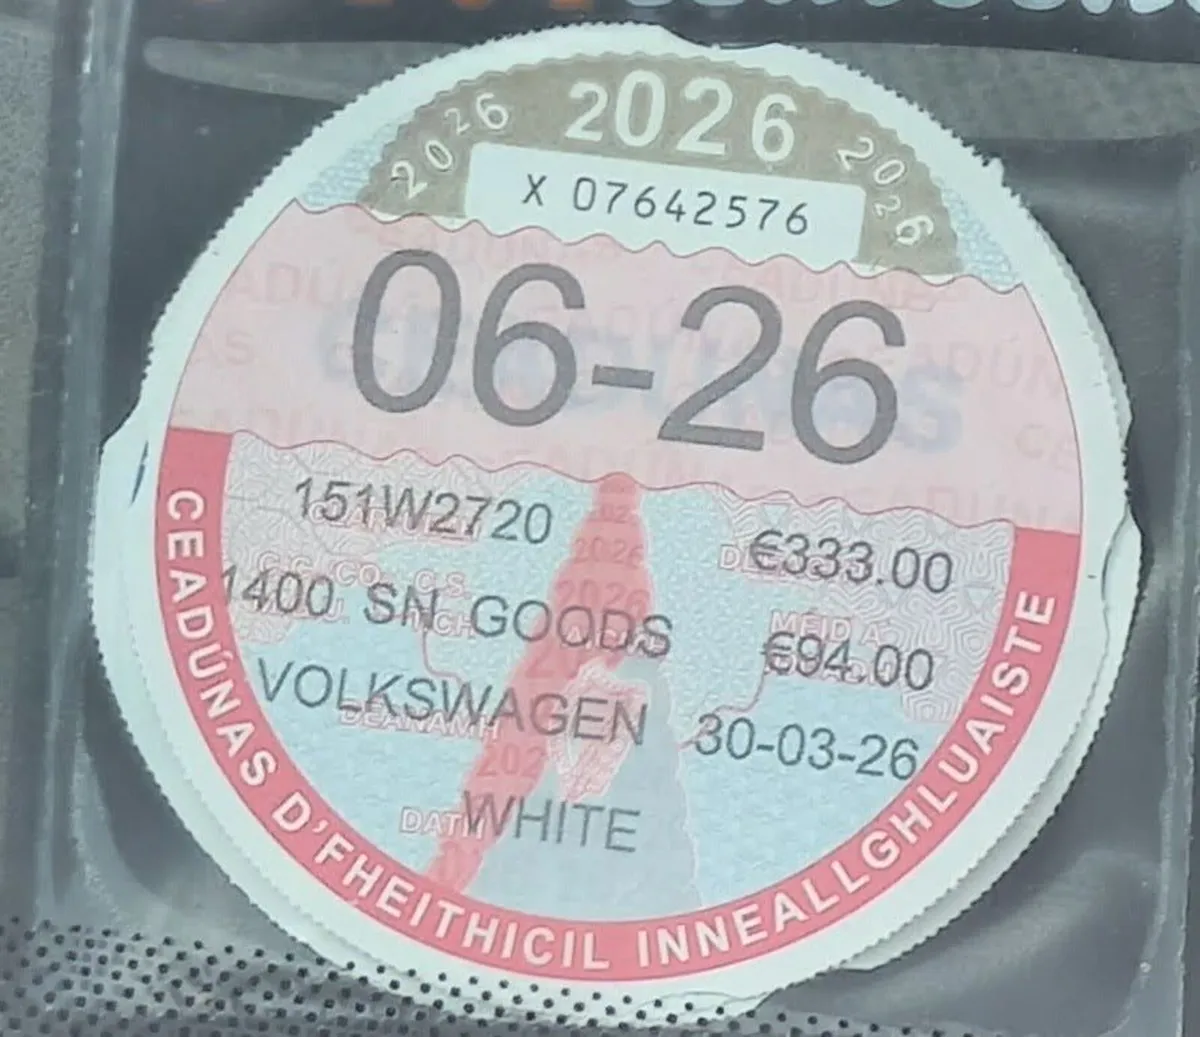 2026
2026
2026
X 07642576
06-26
151W2720
€333.00
1400 SN GOODS
€94.00
VOLKSWAGEN
30-03-26
DÉANAMH
WHITE
CEADÚNAS D'FHEITHICIL INNEALLGHLUAISTE